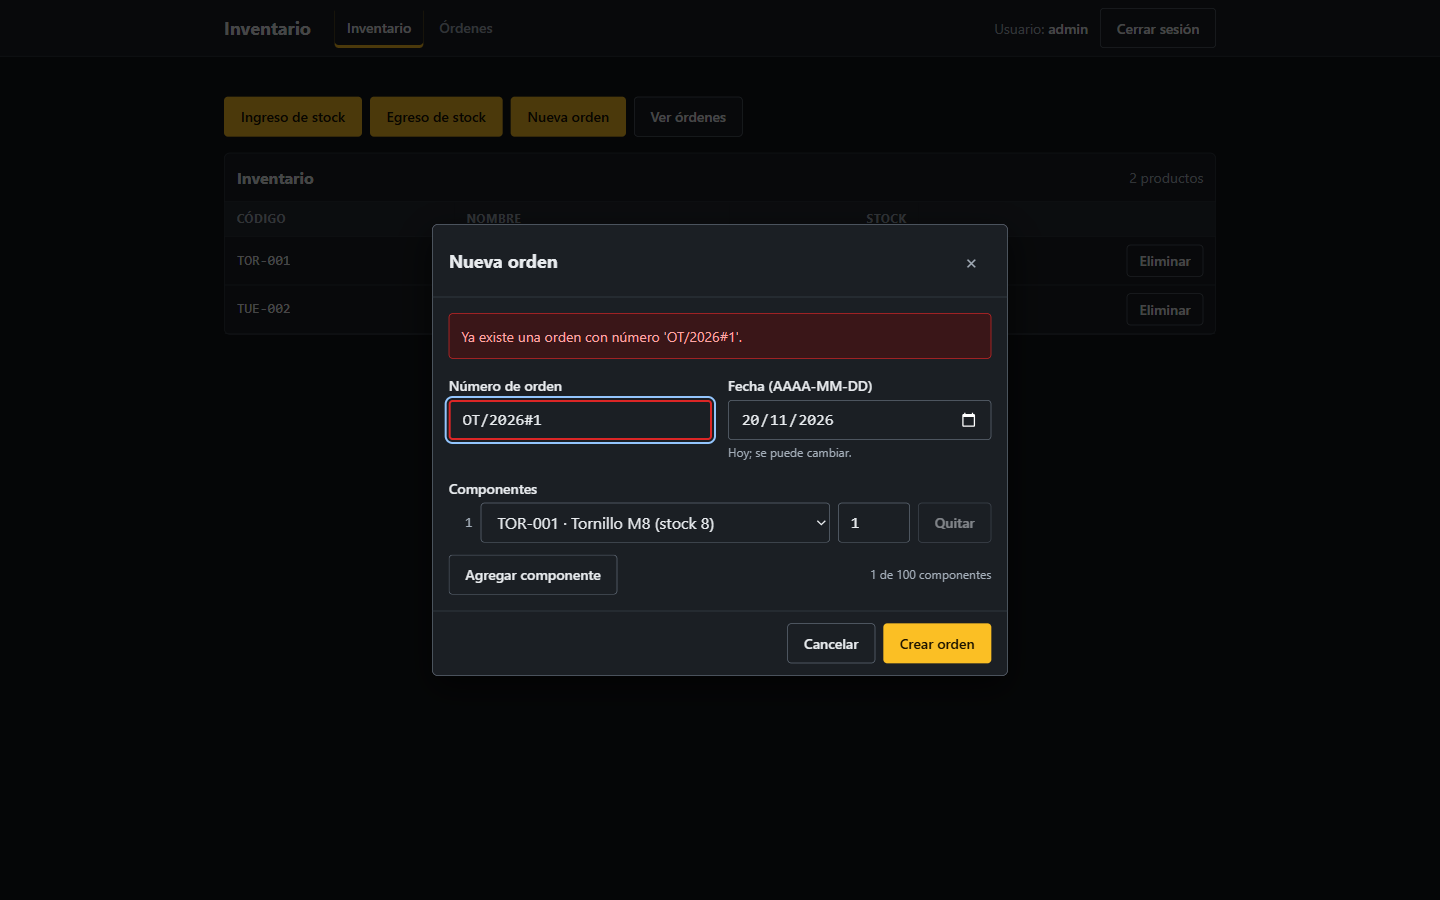 Inventario Inventario Órdenes Usuario: admin Cerrar sesión
Ingreso de stock Egreso de stock Nueva orden Ver órdenes
Inventario 2 productos
CÓDIGO NOMBRE STOCK
TOR-001 Eliminar
TUE-002 Eliminar
Nueva orden ×
Ya existe una orden con número 'OT/2026#1'.
Número de orden Fecha (AAAA-MM-DD)
OT/2026#1 20/11/2026
Hoy; se puede cambiar.
Componentes
1 TOR-001 · Tornillo M8 (stock 8) 1 Quitar
Agregar componente 1 de 100 componentes
Cancelar Crear orden